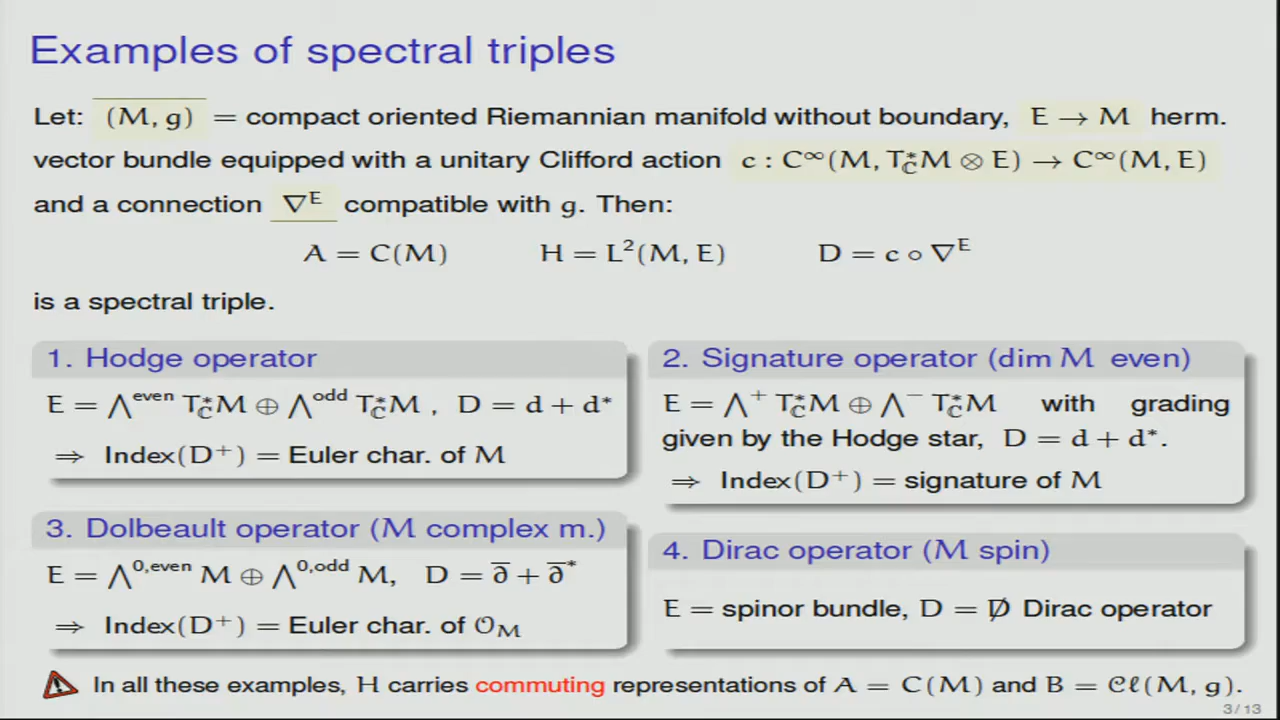 Examples of spectral triples
Let: (M, g) = compact oriented Riemannian manifold without boundary, E → M herm.
vector bundle equipped with a unitary Clifford action c : C^∞(M, T*_ℂM ⊗ E) → C^∞(M, E)
and a connection ∇^E compatible with g. Then:
A = C(M) H = L²(M, E) D = c ∘ ∇^E
is a spectral triple.
1. Hodge operator
E = ⋀^even T*_ℂM ⊕ ⋀^odd T*_ℂM , D = d + d*
⇒ Index(D⁺) = Euler char. of M
2. Signature operator (dim M even)
E = ⋀⁺ T*_ℂM ⊕ ⋀⁻ T*_ℂM with grading
given by the Hodge star, D = d + d*.
⇒ Index(D⁺) = signature of M
3. Dolbeault operator (M complex m.)
E = ⋀^0,even M ⊕ ⋀^0,odd M, D = ∂̄ + ∂̄*
⇒ Index(D⁺) = Euler char. of 𝒪_M
4. Dirac operator (M spin)
E = spinor bundle, D = D̸ Dirac operator
In all these examples, H carries commuting representations of A = C(M) and B = 𝒞ℓ(M, g).
3 / 13